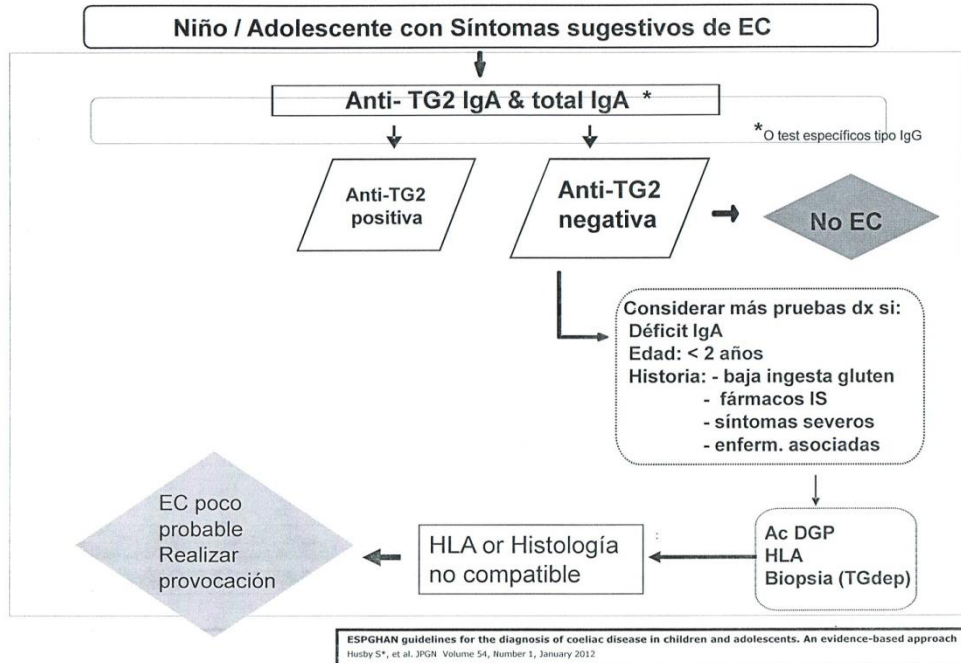 Niño / Adolescente con Síntomas sugestivos de EC
Anti- TG2 IgA & total IgA *
*O test específicos tipo IgG
Anti-TG2
positiva
Anti-TG2
negativa
No EC
Considerar más pruebas dx si:
Déficit IgA
Edad: < 2 años
Historia: - baja ingesta gluten
- fármacos IS
- síntomas severos
- enferm. asociadas
Ac DGP
HLA
Biopsia (TGdep)
HLA or Histología
no compatible
EC poco
probable
Realizar
provocación
ESPGHAN guidelines for the diagnosis of coeliac disease in children and adolescents. An evidence-based approach
Husby S*, et al. JPGN Volume 54, Number 1, January 2012